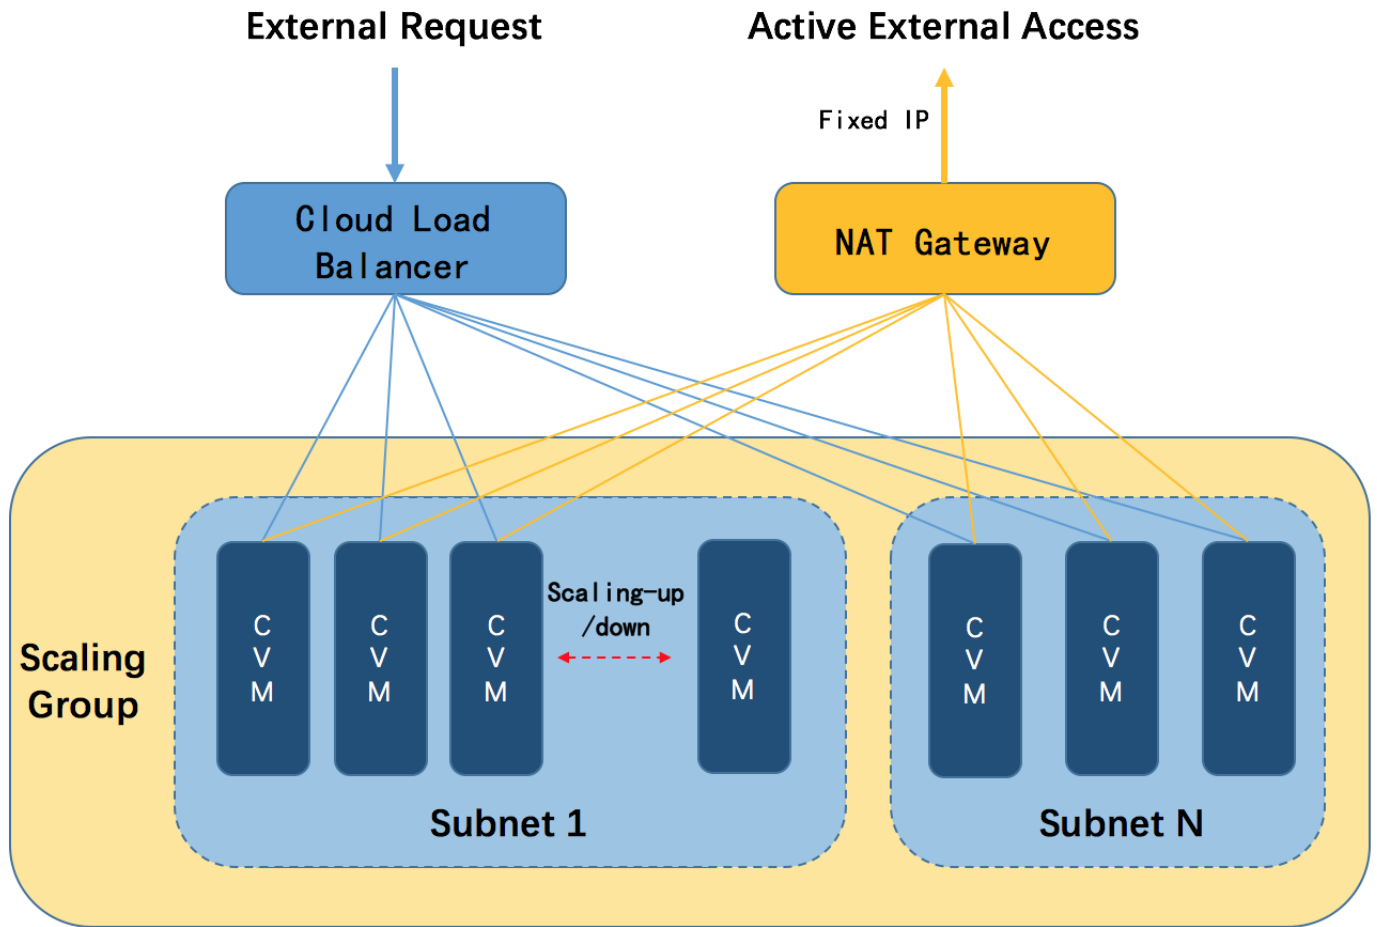 External Request
Active External Access
Fixed IP
Cloud Load
Balancer
NAT Gateway
Scaling
Group
C
V
M
C
V
M
C
V
M
Scaling-up
/down
C
V
M
C
V
M
C
V
M
C
V
M
Subnet 1
Subnet N